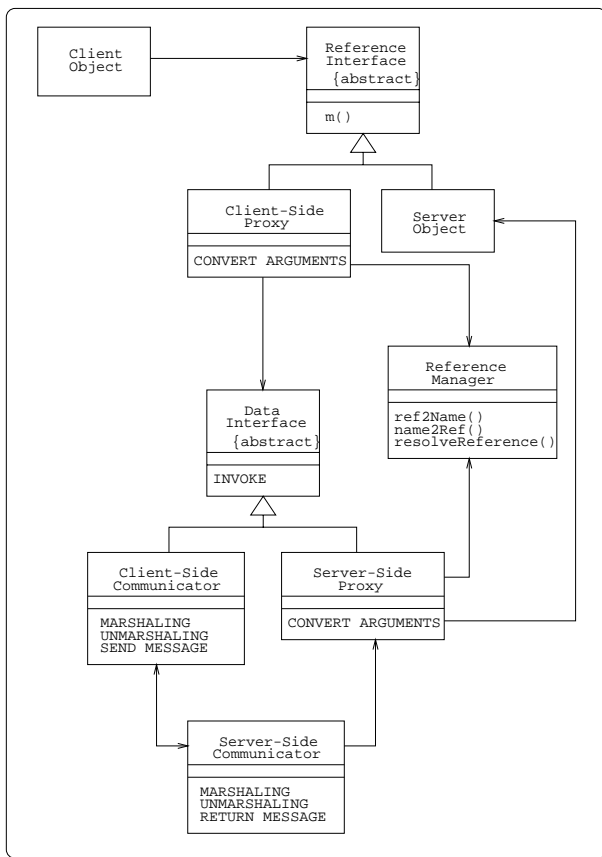 Client
Object
Reference
Interface
{abstract}
m()
Client-Side
Proxy
CONVERT ARGUMENTS
Server
Object
Reference
Manager
ref2Name()
name2Ref()
resolveReference()
Data
Interface
{abstract}
INVOKE
Client-Side
Communicator
MARSHALING
UNMARSHALING
SEND MESSAGE
Server-Side
Proxy
CONVERT ARGUMENTS
Server-Side
Communicator
MARSHALING
UNMARSHALING
RETURN MESSAGE